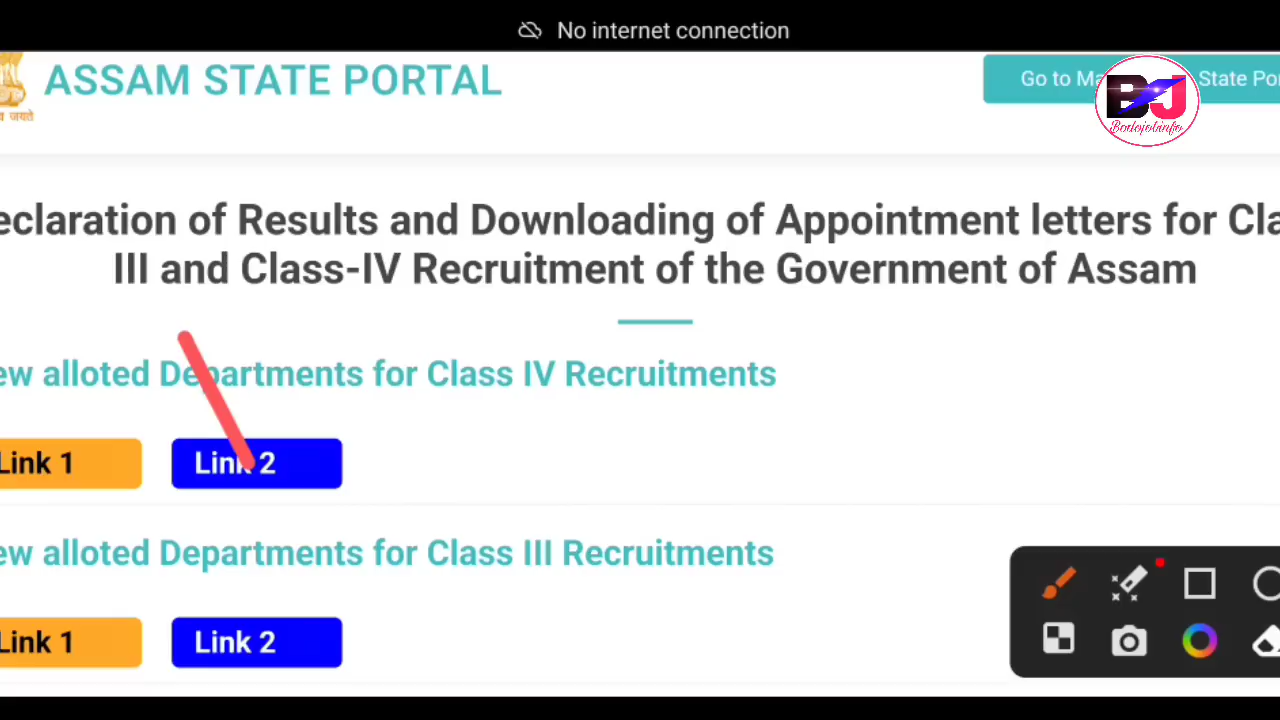 No internet connection
ASSAM STATE PORTAL
Go to Ma
State Por
BJ
Bodojobinfo
eclaration of Results and Downloading of Appointment letters for Cla
III and Class-IV Recruitment of the Government of Assam
ew alloted Departments for Class IV Recruitments
Link 1
Link 2
ew alloted Departments for Class III Recruitments
Link 1
Link 2